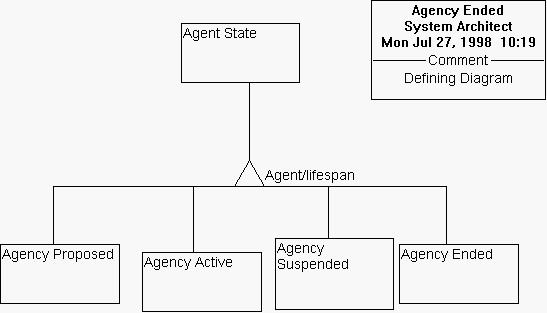 Agent State
Agency Ended
System Architect
Mon Jul 27, 1998 10:19
Comment
Defining Diagram
Agent/lifespan
Agency Proposed
Agency Active
Agency
Suspended
Agency Ended